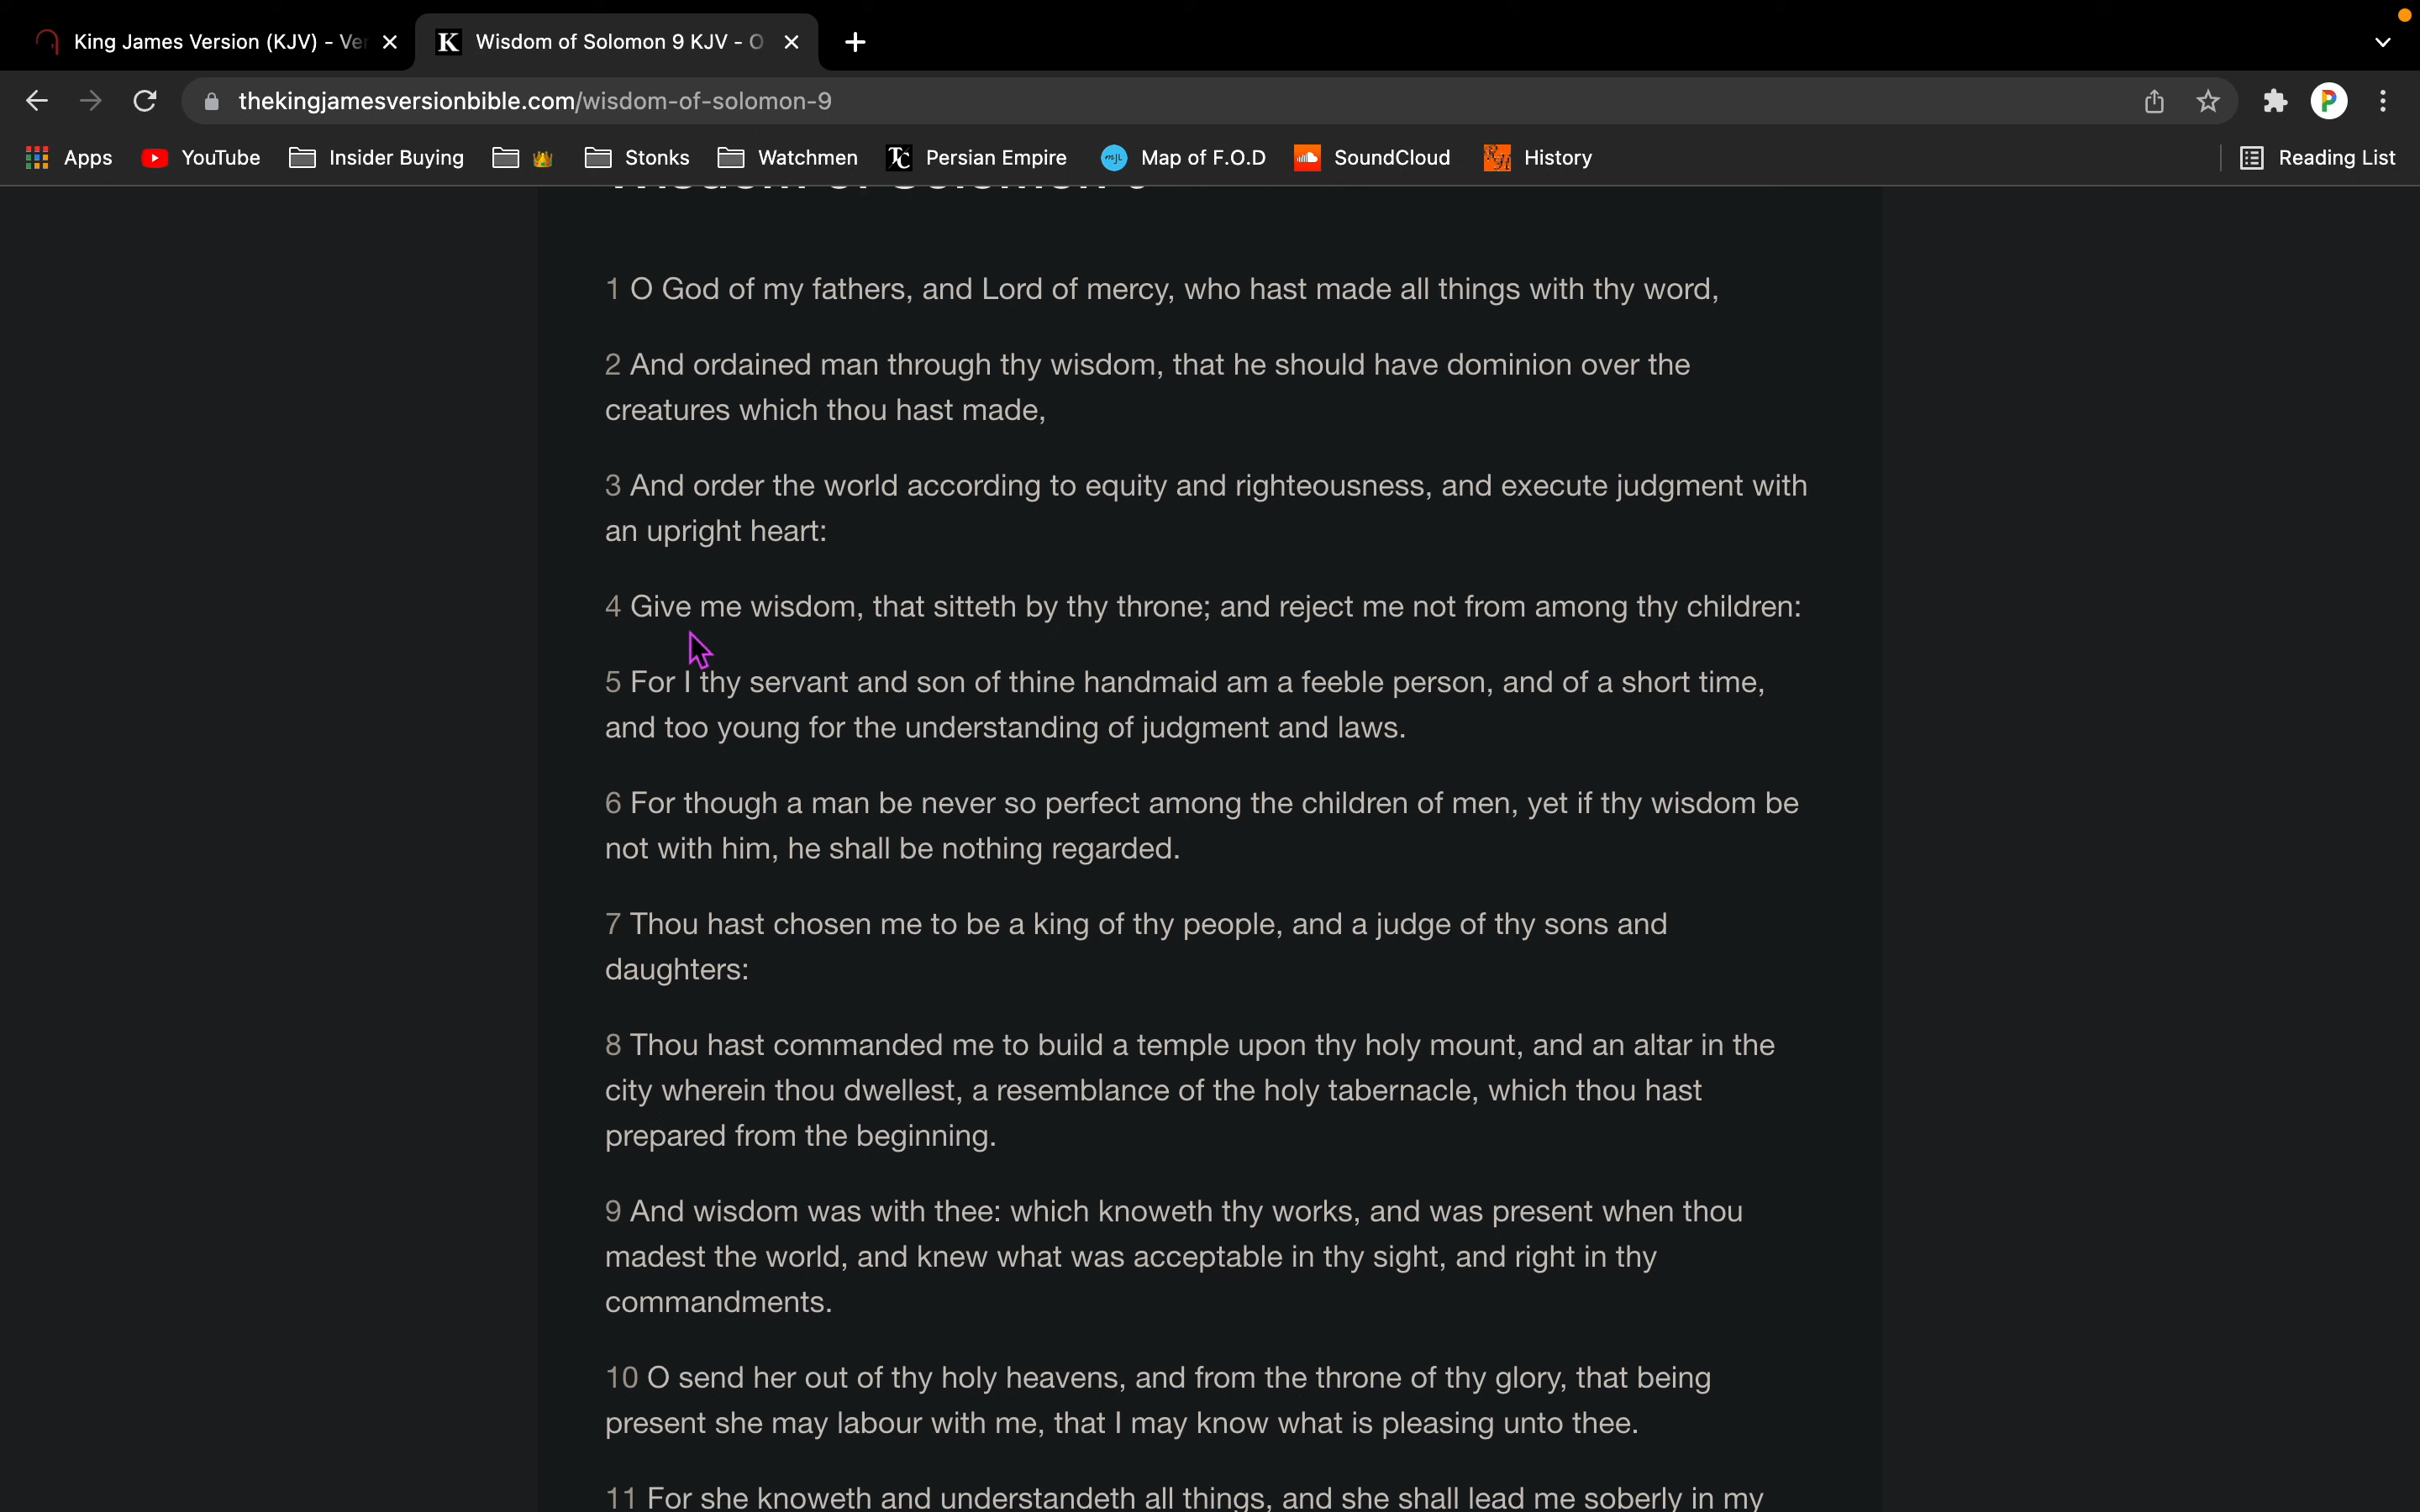 King James Version (KJV) - Ve
Wisdom of Solomon 9 KJV - O
thekingjamesversionbible.com/wisdom-of-solomon-9
P
Apps
YouTube
Insider Buying
Stonks
Watchmen
Persian Empire
Map of F.O.D
SoundCloud
History
Reading List
Wisdom of Solomon 9
1 O God of my fathers, and Lord of mercy, who hast made all things with thy word,
2 And ordained man through thy wisdom, that he should have dominion over the
creatures which thou hast made,
3 And order the world according to equity and righteousness, and execute judgment with
an upright heart:
4 Give me wisdom, that sitteth by thy throne; and reject me not from among thy children:
5 For I thy servant and son of thine handmaid am a feeble person, and of a short time,
and too young for the understanding of judgment and laws.
6 For though a man be never so perfect among the children of men, yet if thy wisdom be
not with him, he shall be nothing regarded.
7 Thou hast chosen me to be a king of thy people, and a judge of thy sons and
daughters:
8 Thou hast commanded me to build a temple upon thy holy mount, and an altar in the
city wherein thou dwellest, a resemblance of the holy tabernacle, which thou hast
prepared from the beginning.
9 And wisdom was with thee: which knoweth thy works, and was present when thou
madest the world, and knew what was acceptable in thy sight, and right in thy
commandments.
10 O send her out of thy holy heavens, and from the throne of thy glory, that being
present she may labour with me, that I may know what is pleasing unto thee.
11 For she knoweth and understandeth all things, and she shall lead me soberly in my